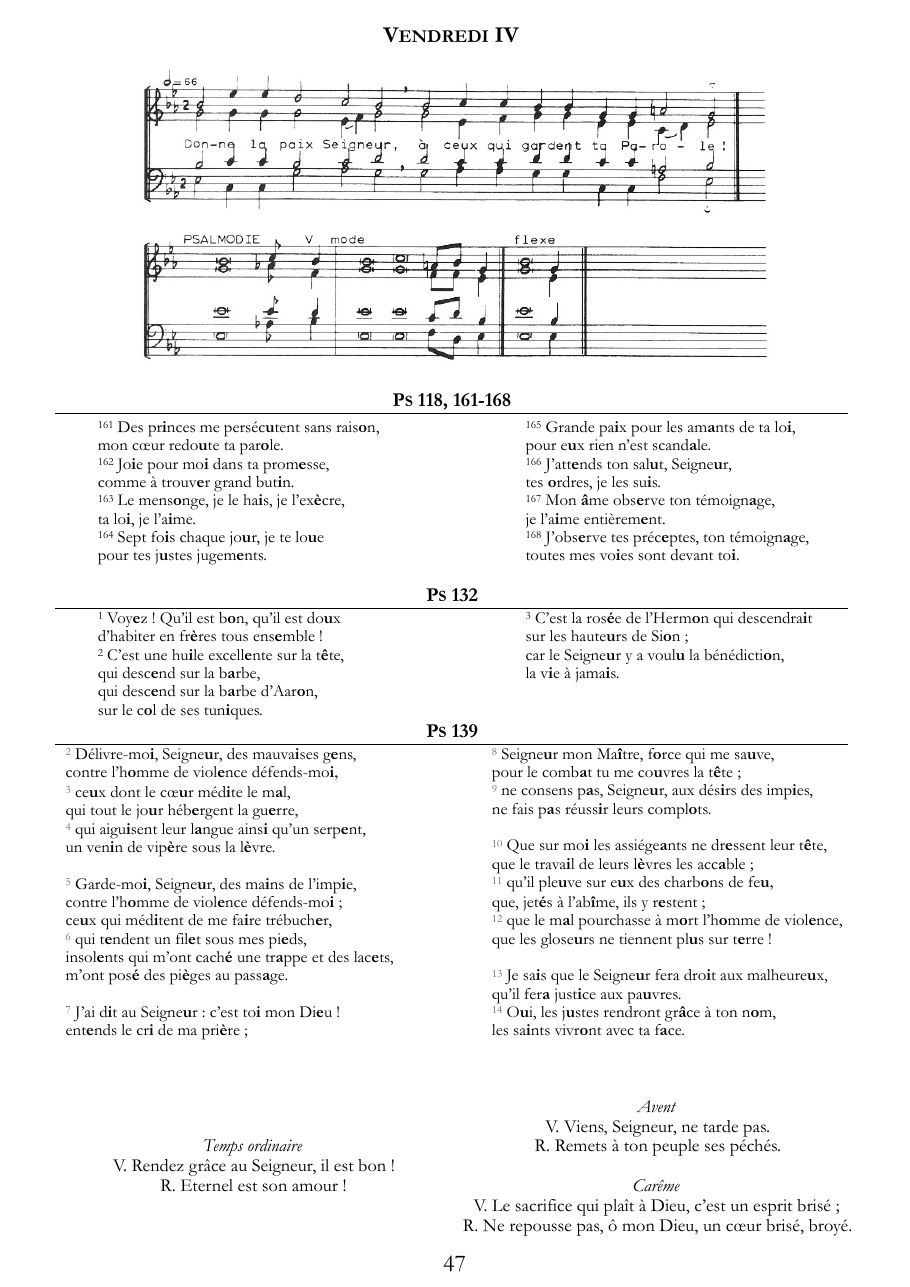 VENDREDI IV
𝅗𝅥=66
Don-ne la paix Seigneur, à ceux qui gardent ta Pa-ro-le!
PSALMODIE V mode flexe
PS 118, 161-168
161 Des princes me persécutent sans raison,
mon cœur redoute ta parole.
162 Joie pour moi dans ta promesse,
comme à trouver grand butin.
163 Le mensonge, je le hais, je l’exècre,
ta loi, je l’aime.
164 Sept fois chaque jour, je te loue
pour tes justes jugements.
165 Grande paix pour les amants de ta loi,
pour eux rien n’est scandale.
166 J’attends ton salut, Seigneur,
tes ordres, je les suis.
167 Mon âme observe ton témoignage,
je l’aime entièrement.
168 J’observe tes préceptes, ton témoignage,
toutes mes voies sont devant toi.
PS 132
1 Voyez ! Qu’il est bon, qu’il est doux
d’habiter en frères tous ensemble !
2 C’est une huile excellente sur la tête,
qui descend sur la barbe,
qui descend sur la barbe d’Aaron,
sur le col de ses tuniques.
3 C’est la rosée de l’Hermon qui descendrait
sur les hauteurs de Sion ;
car le Seigneur y a voulu la bénédiction,
la vie à jamais.
PS 139
2 Délivre-moi, Seigneur, des mauvaises gens,
contre l’homme de violence défends-moi,
3 ceux dont le cœur médite le mal,
qui tout le jour hébergent la guerre,
4 qui aiguisent leur langue ainsi qu’un serpent,
un venin de vipère sous la lèvre.
5 Garde-moi, Seigneur, des mains de l’impie,
contre l’homme de violence défends-moi ;
ceux qui méditent de me faire trébucher,
6 qui tendent un filet sous mes pieds,
insolents qui m’ont caché une trappe et des lacets,
m’ont posé des pièges au passage.
7 J’ai dit au Seigneur : c’est toi mon Dieu !
entends le cri de ma prière ;
8 Seigneur mon Maître, force qui me sauve,
pour le combat tu me couvres la tête ;
9 ne consens pas, Seigneur, aux désirs des impies,
ne fais pas réussir leurs complots.
10 Que sur moi les assiégeants ne dressent leur tête,
que le travail de leurs lèvres les accable ;
11 qu’il pleuve sur eux des charbons de feu,
que, jetés à l’abîme, ils y restent ;
12 que le mal pourchasse à mort l’homme de violence,
que les gloseurs ne tiennent plus sur terre !
13 Je sais que le Seigneur fera droit aux malheureux,
qu’il fera justice aux pauvres.
14 Oui, les justes rendront grâce à ton nom,
les saints vivront avec ta face.
Temps ordinaire
V. Rendez grâce au Seigneur, il est bon !
R. Eternel est son amour !
Avent
V. Viens, Seigneur, ne tarde pas.
R. Remets à ton peuple ses péchés.
Carême
V. Le sacrifice qui plaît à Dieu, c’est un esprit brisé ;
R. Ne repousse pas, ô mon Dieu, un cœur brisé, broyé.
47